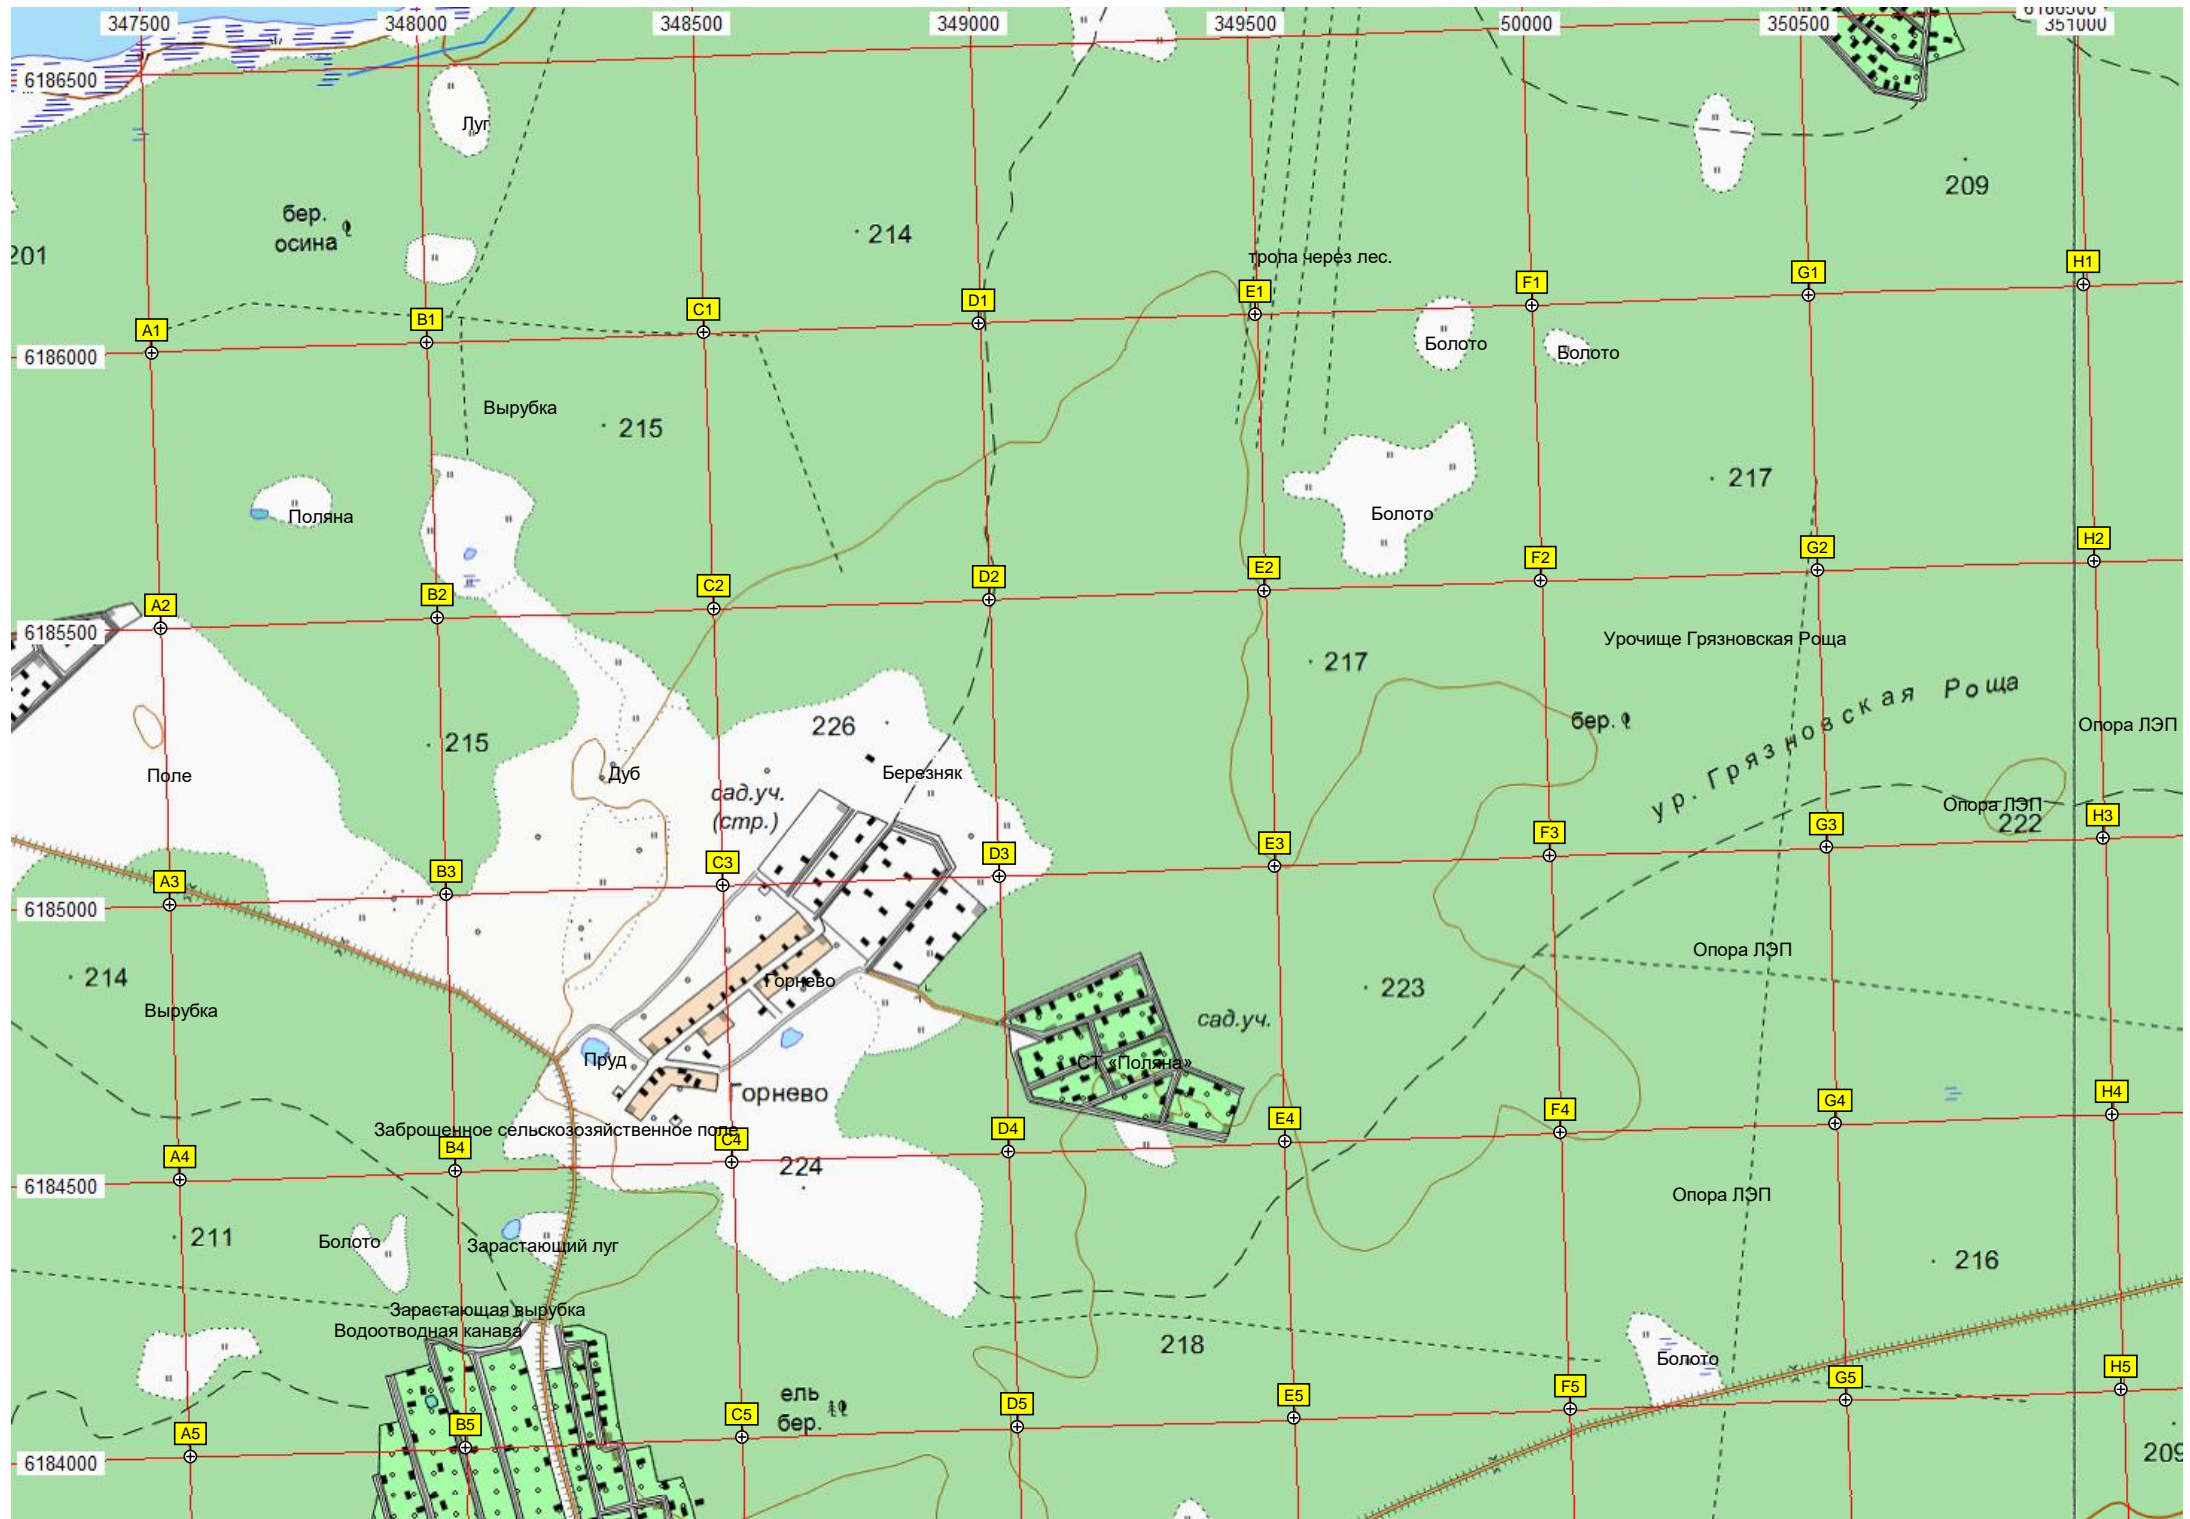 347500 348000 348500 349000 349500 50000 350500 351000
6186500
6186500
Луг
209
бер.
осина
214
201
тропа через лес.
A1 B1 C1 D1 E1 F1 G1 H1
6186000
Болото
Болото
Вырубка
215
217
Поляна
Болото
A2 B2 C2 D2 E2 F2 G2 H2
6185500
Урочище Грязновская Роща
217
ур. Грязновская Роща
226
бер.
Опора ЛЭП
215
Поле
Дуб
Березняк
сад.уч.
(стр.)
Опора ЛЭП
222
A3 B3 C3 D3 E3 F3 G3 H3
6185000
Опора ЛЭП
214
Горнево
223
Вырубка
сад.уч.
Пруд
СТ «Поляна»
Горнево
Заброшенное сельскозозяйственное поле
A4 B4 C4 D4 E4 F4 G4 H4
224
6184500
Опора ЛЭП
211
Болото
Зарастающий луг
216
Зарастающая вырубка
Водоотводная канава
218
Болото
ель
бер.
A5 B5 C5 D5 E5 F5 G5 H5
6184000
209